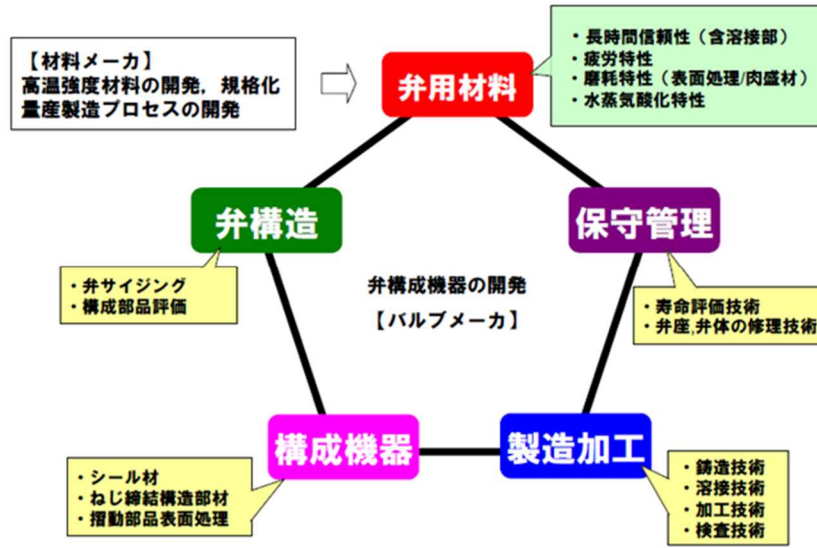 【材料メーカ】
高温強度材料の開発，規格化
量産製造プロセスの開発
弁用材料
・長時間信頼性（含溶接部）
・疲労特性
・磨耗特性（表面処理/肉盛材）
・水蒸気酸化特性
弁構造
・弁サイジング
・構成部品評価
保守管理
・寿命評価技術
・弁座,弁体の修理技術
弁構成機器の開発
【バルブメーカ】
構成機器
・シール材
・ねじ締結構造部材
・摺動部品表面処理
製造加工
・鋳造技術
・溶接技術
・加工技術
・検査技術